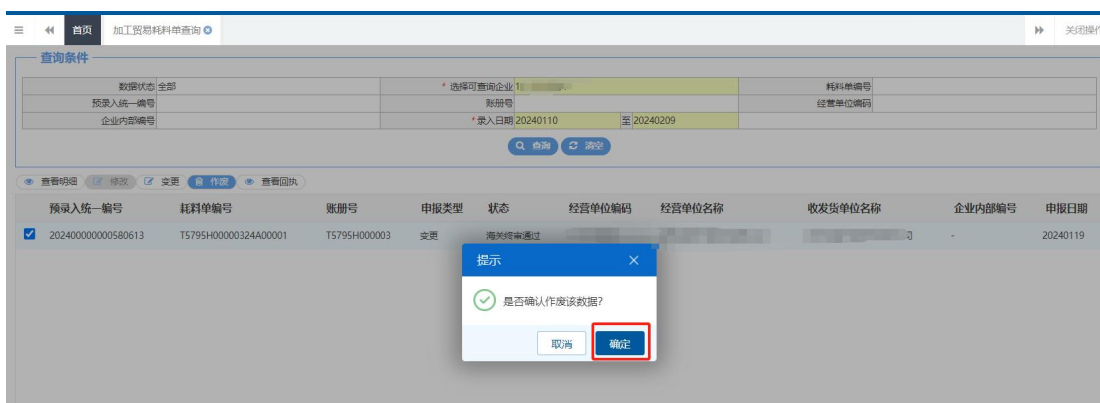 首页 加工贸易耗料单查询 关闭操作
查询条件
数据状态 全部 * 选择可查询企业 1 耗料单编号
预录入统一编号 账册号 经营单位编码
企业内部编号 * 录入日期 20240110 至 20240209
查询 清空
查看明细 修改 变更 作废 查看回执
预录入统一编号 耗料单编号 账册号 申报类型 状态 经营单位编码 经营单位名称 收发货单位名称 企业内部编号 申报日期
202400000000580613 T5795H00000324A00001 T5795H000003 变更 海关终审通过 - 20240119
提示
是否确认作废该数据?
取消 确定